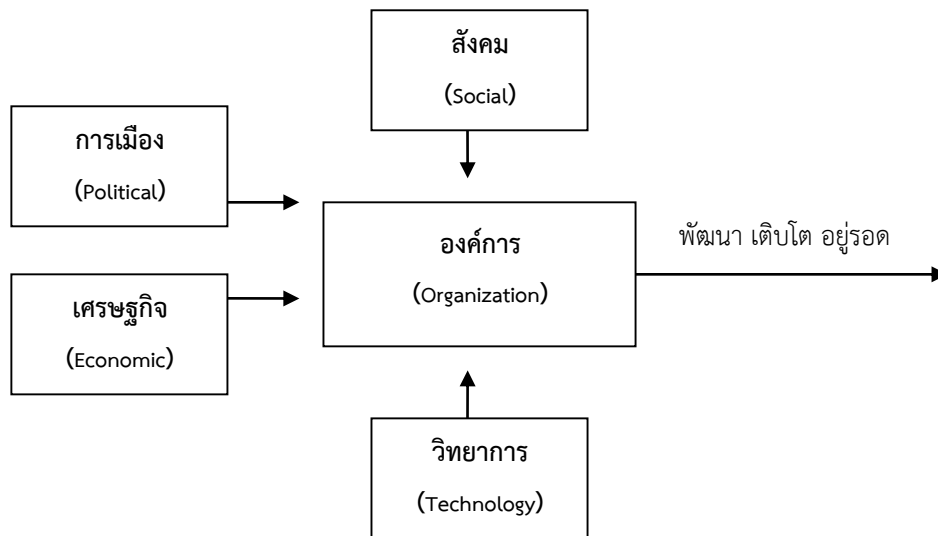 สังคม
(Social)
การเมือง
(Political)
องค์การ
(Organization)
พัฒนา เติบโต อยู่รอด
เศรษฐกิจ
(Economic)
วิทยาการ
(Technology)